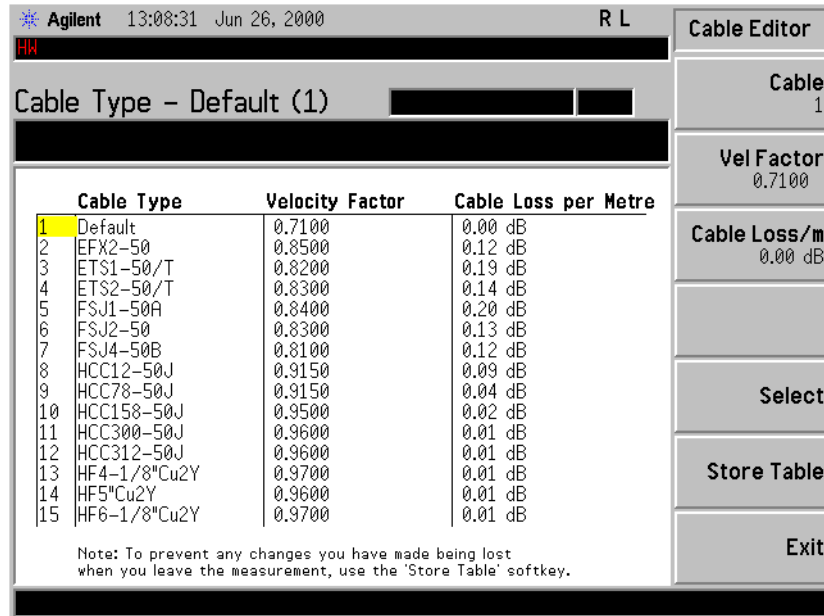 Agilent 13:08:31 Jun 26, 2000 R L
HW
Cable Type – Default (1)
Cable Type Velocity Factor Cable Loss per Metre
1 Default 0.7100 0.00 dB
2 EFX2–50 0.8500 0.12 dB
3 ETS1–50/T 0.8200 0.19 dB
4 ETS2–50/T 0.8300 0.14 dB
5 FSJ1–50A 0.8400 0.20 dB
6 FSJ2–50 0.8300 0.13 dB
7 FSJ4–50B 0.8100 0.12 dB
8 HCC12–50J 0.9150 0.09 dB
9 HCC78–50J 0.9150 0.04 dB
10 HCC158–50J 0.9500 0.02 dB
11 HCC300–50J 0.9600 0.01 dB
12 HCC312–50J 0.9600 0.01 dB
13 HF4–1/8"Cu2Y 0.9700 0.01 dB
14 HF5"Cu2Y 0.9600 0.01 dB
15 HF6–1/8"Cu2Y 0.9700 0.01 dB
Note: To prevent any changes you have made being lost
when you leave the measurement, use the 'Store Table' softkey.
Cable Editor
Cable
1
Vel Factor
0.7100
Cable Loss/m
0.00 dB
Select
Store Table
Exit